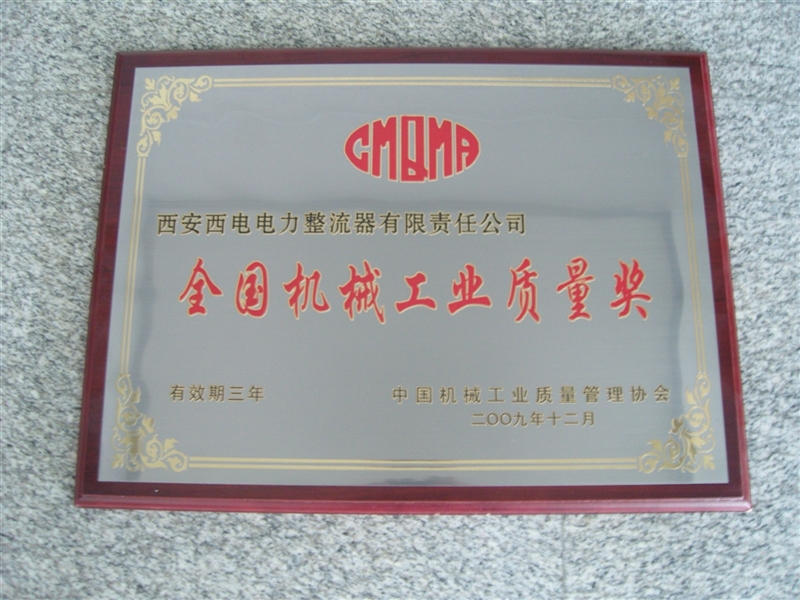 CMQMA
西安西电电力整流器有限责任公司
全国机械工业质量奖
有效期三年
中国机械工业质量管理协会
二〇〇九年十二月